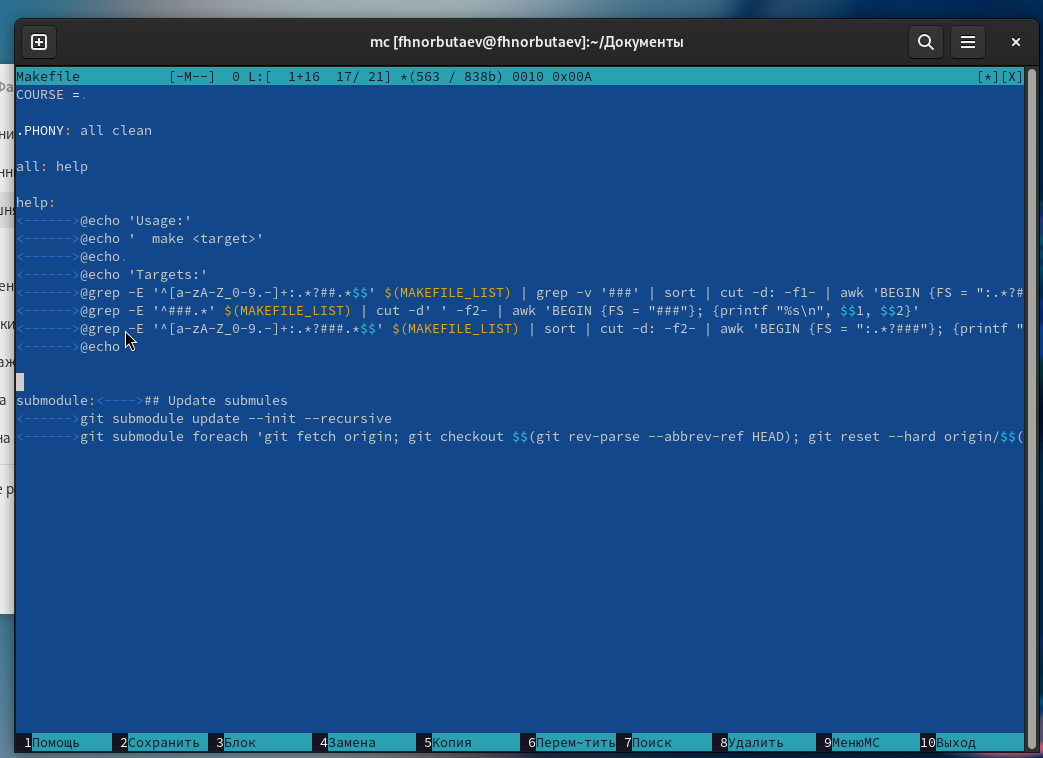 mc [fhnorbutaev@fhnorbutaev]:~/Документы
Makefile [-M--] 0 L:[ 1+16 17/ 21] *(563 / 838b) 0010 0x00A [*][X]
COURSE =.
.PHONY: all clean
all: help
help:
<------>@echo 'Usage:'
<------>@echo '  make <target>'
<------>@echo.
<------>@echo 'Targets:'
<------>@grep -E '^[a-zA-Z_0-9.-]+:.*?##.*$$' $(MAKEFILE_LIST) | grep -v '###' | sort | cut -d: -f1- | awk 'BEGIN {FS = ":.*?#
<------>@grep -E '^###.*' $(MAKEFILE_LIST) | cut -d' ' -f2- | awk 'BEGIN {FS = "###"}; {printf "%s\n", $$1, $$2}'
<------>@grep -E '^[a-zA-Z_0-9.-]+:.*?###.*$$' $(MAKEFILE_LIST) | sort | cut -d: -f2- | awk 'BEGIN {FS = ":.*?###"}; {printf "
<------>@echo
submodule:<---->## Update submules
<------>git submodule update --init --recursive
<------>git submodule foreach 'git fetch origin; git checkout $$(git rev-parse --abbrev-ref HEAD); git reset --hard origin/$$(
1Помощь 2Сохранить 3Блок 4Замена 5Копия 6Перем~тить 7Поиск 8Удалить 9МенюMC 10Выход